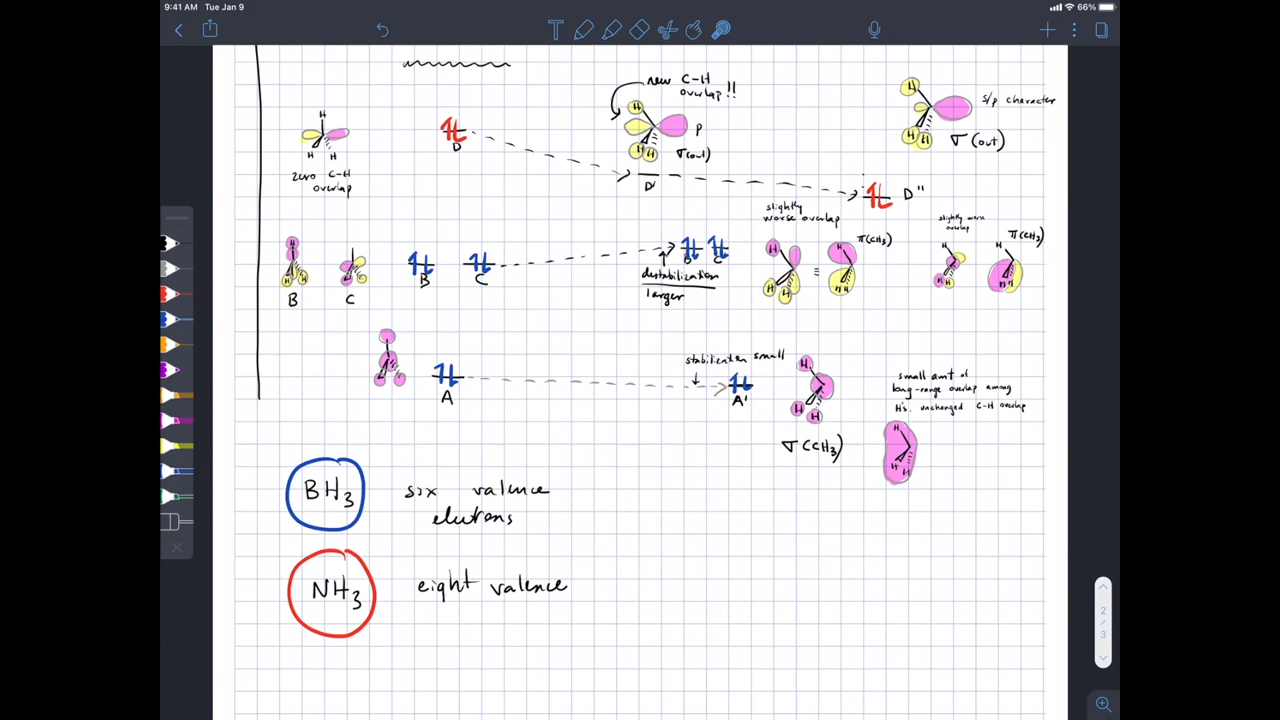 9:41 AM Tue Jan 9
66%
new C-H
overlap!!
H
H H
zero C-H
overlap
D
H
H H
p
σ(out)
D'
H
H H
s/p character
σ(out)
D''
slightly
worse overlap
π(CH3)
slightly worse
overlap
π(CH3)
H
H H
B
C
B
C
B
C
destabilization
larger
H
H
H
≡
H
H H
H
H H
H
H H
A
stabilization small
A'
H
H
H
σ(CH3)
small amt of
long-range overlap among
H's. unchanged C-H overlap
H
H
H
BH3
six valence
electrons
NH3
eight valence
2
/
3